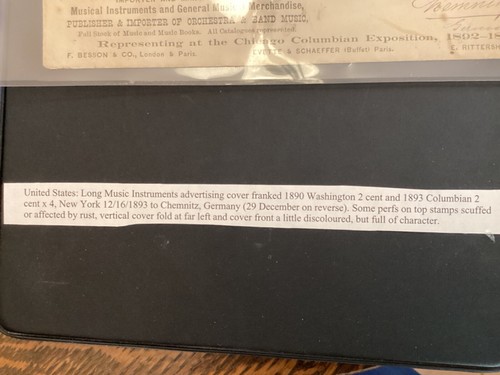 Musical Instruments and General Musical Merchandise,
PUBLISHER & IMPORTER OF ORCHESTRA & BAND MUSIC,
Full Stock of Music and Music Books. All Catalogues
Representing at the Chicago Columbian Exposition, 1892-
F. BESSON & CO., London & Paris. & SCHAEFFER (Buffet) Paris.
United States: Long Music Instruments advertising cover franked 1890 Washington 2 cent and 1893 Columbian 2
cent x 4, New York 12/16/1893 to Chemnitz, Germany (29 December on reverse). Some perfs on top stamps scuffed
or affected by rust, vertical cover fold at far left and cover front a little discoloured, but full of character.